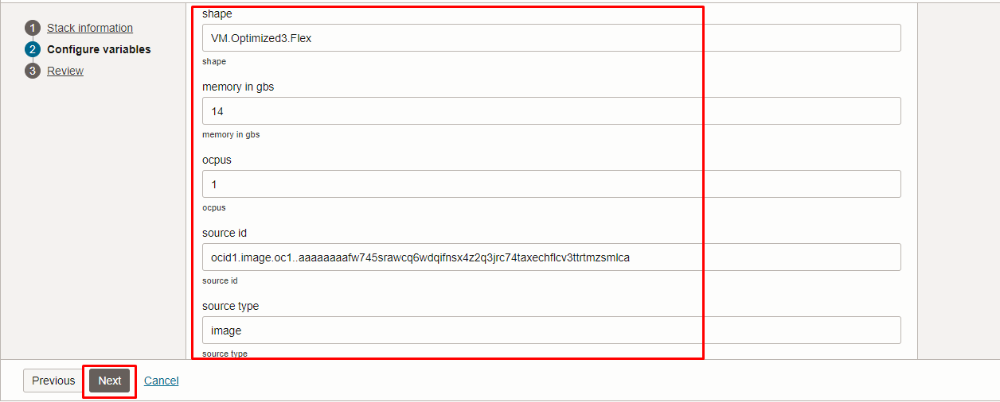 1 Stack information
2 Configure variables
3 Review
shape
VM.Optimized3.Flex
shape
memory in gbs
14
memory in gbs
ocpus
1
ocpus
source id
ocid1.image.oc1..aaaaaaaafw745srawcq6wdqifnsx4z2q3jrc74taxechflcv3ttrtmzsmlca
source id
source type
image
source type
Previous Next Cancel